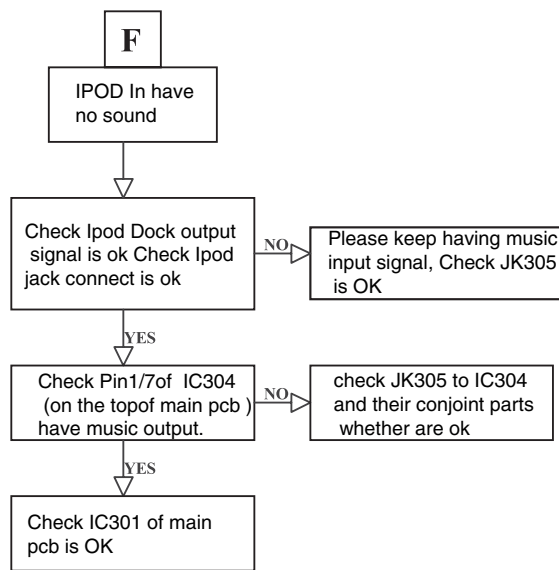 F
IPOD In have
no sound
Check Ipod Dock output
signal is ok Check Ipod
jack connect is ok
NO
Please keep having music
input signal, Check JK305
is OK
YES
Check Pin1/7of IC304
(on the topof main pcb )
have music output.
NO
check JK305 to IC304
and their conjoint parts
whether are ok
YES
Check IC301 of main
pcb is OK